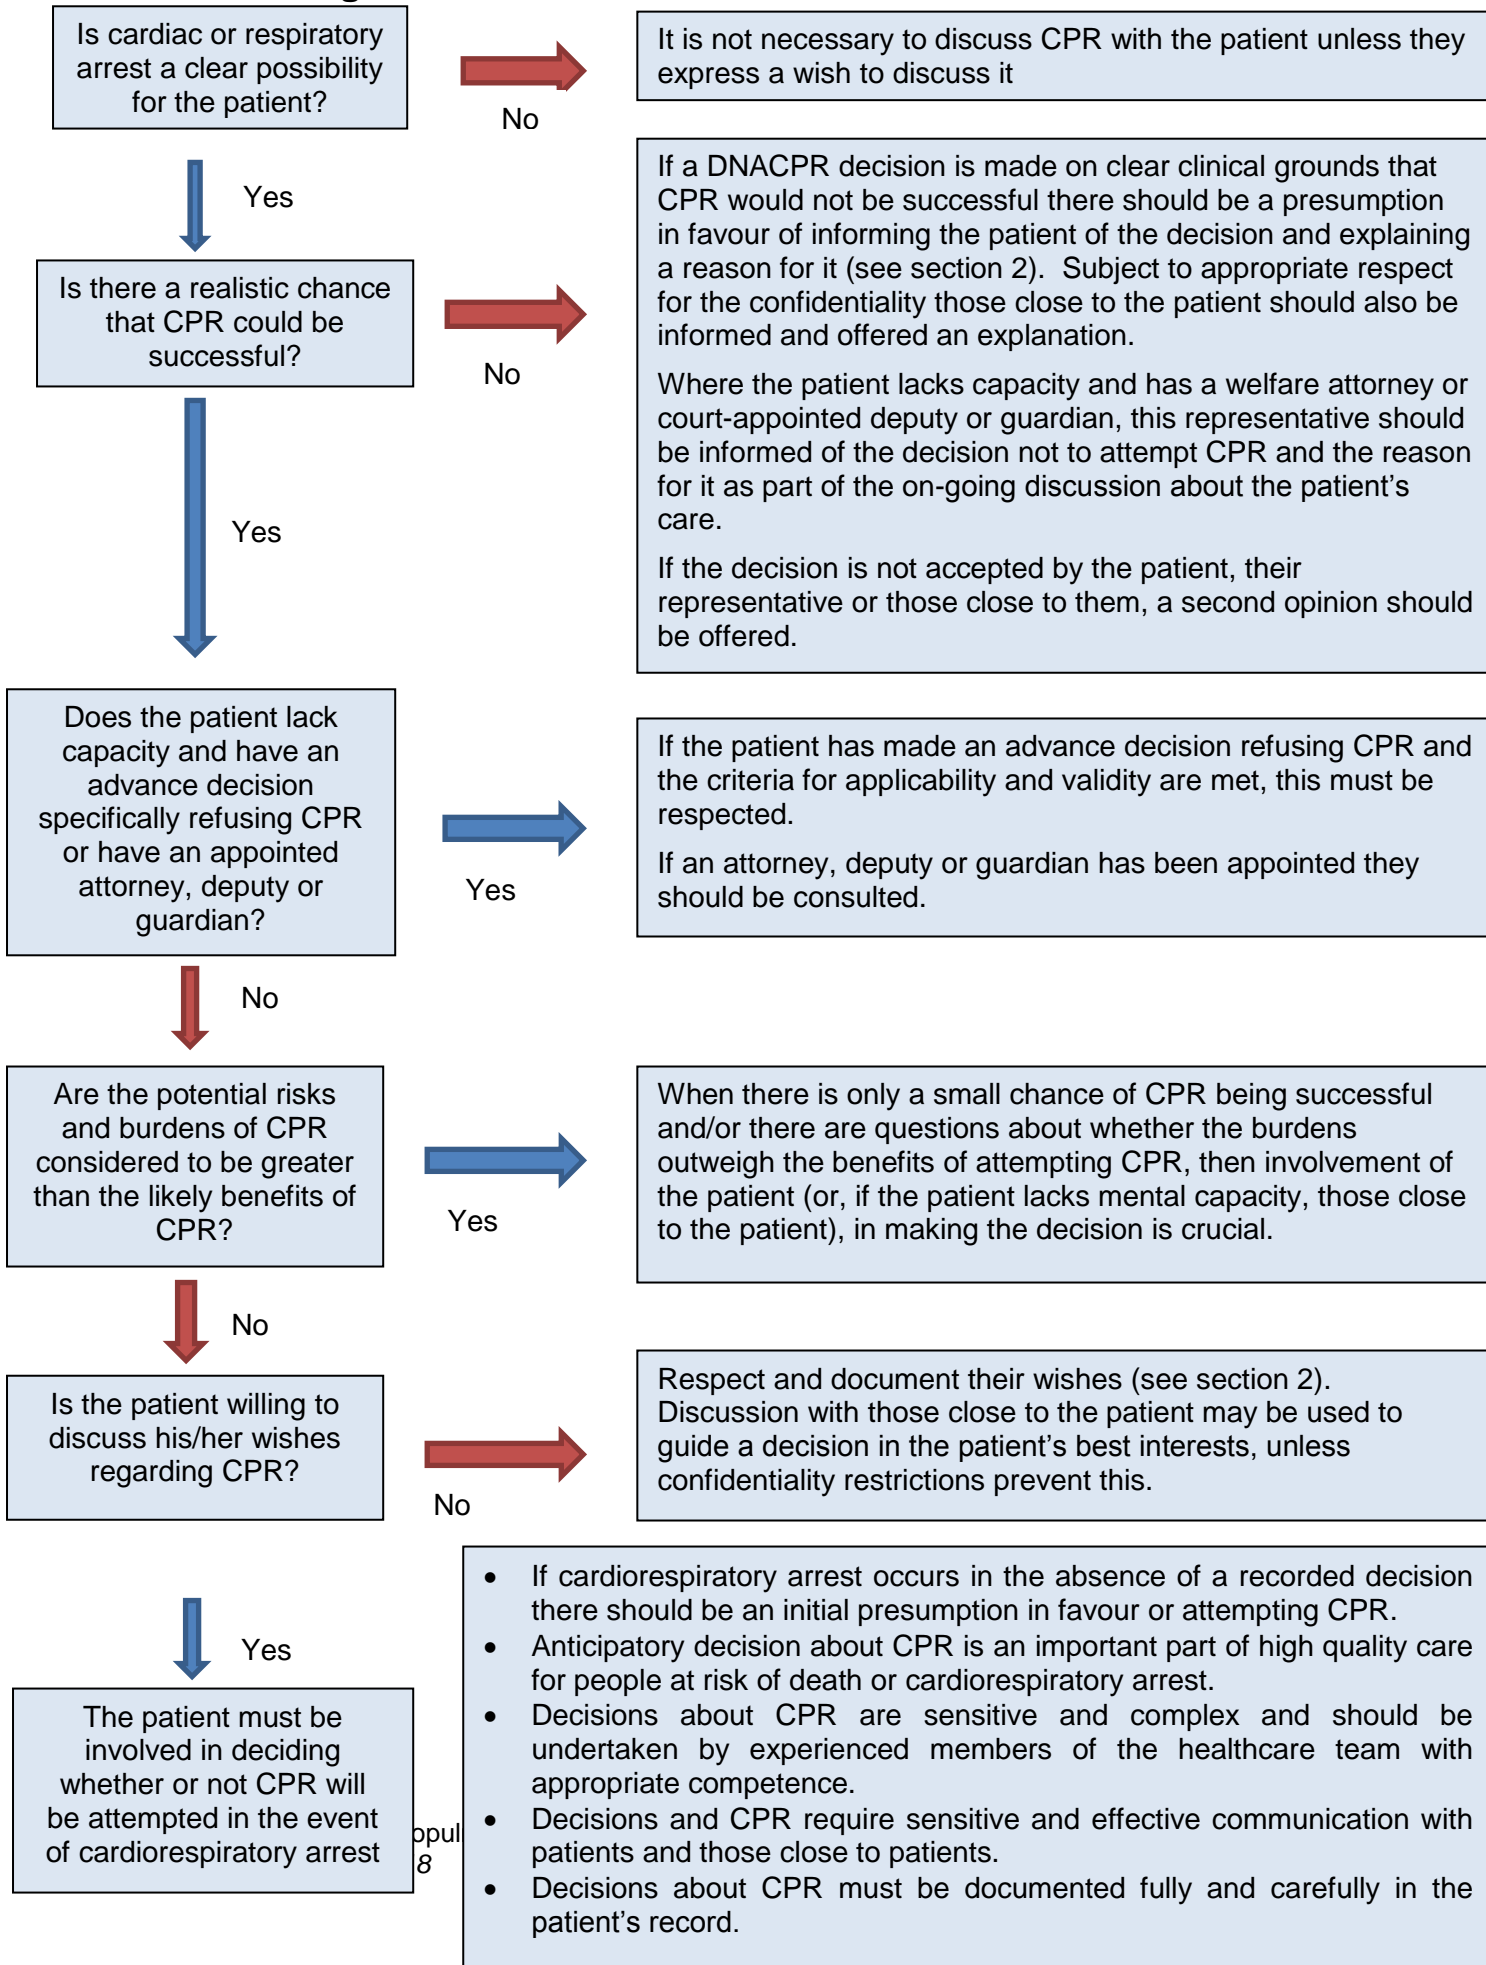 Is cardiac or respiratory
arrest a clear possibility
for the patient?
No
It is not necessary to discuss CPR with the patient unless they
express a wish to discuss it
Yes
Is there a realistic chance
that CPR could be
successful?
No
If a DNACPR decision is made on clear clinical grounds that
CPR would not be successful there should be a presumption
in favour of informing the patient of the decision and explaining
a reason for it (see section 2).  Subject to appropriate respect
for the confidentiality those close to the patient should also be
informed and offered an explanation.
Where the patient lacks capacity and has a welfare attorney or
court-appointed deputy or guardian, this representative should
be informed of the decision not to attempt CPR and the reason
for it as part of the on-going discussion about the patient’s
care.
If the decision is not accepted by the patient, their
representative or those close to them, a second opinion should
be offered.
Yes
Does the patient lack
capacity and have an
advance decision
specifically refusing CPR
or have an appointed
attorney, deputy or
guardian?
Yes
If the patient has made an advance decision refusing CPR and
the criteria for applicability and validity are met, this must be
respected.
If an attorney, deputy or guardian has been appointed they
should be consulted.
No
Are the potential risks
and burdens of CPR
considered to be greater
than the likely benefits of
CPR?
Yes
When there is only a small chance of CPR being successful
and/or there are questions about whether the burdens
outweigh the benefits of attempting CPR, then involvement of
the patient (or, if the patient lacks mental capacity, those close
to the patient), in making the decision is crucial.
No
Is the patient willing to
discuss his/her wishes
regarding CPR?
No
Respect and document their wishes (see section 2).
Discussion with those close to the patient may be used to
guide a decision in the patient’s best interests, unless
confidentiality restrictions prevent this.
Yes
The patient must be
involved in deciding
whether or not CPR will
be attempted in the event
of cardiorespiratory arrest
opul
8
• If cardiorespiratory arrest occurs in the absence of a recorded decision
there should be an initial presumption in favour or attempting CPR.
• Anticipatory decision about CPR is an important part of high quality care
for people at risk of death or cardiorespiratory arrest.
• Decisions about CPR are sensitive and complex and should be
undertaken by experienced members of the healthcare team with
appropriate competence.
• Decisions and CPR require sensitive and effective communication with
patients and those close to patients.
• Decisions about CPR must be documented fully and carefully in the
patient’s record.